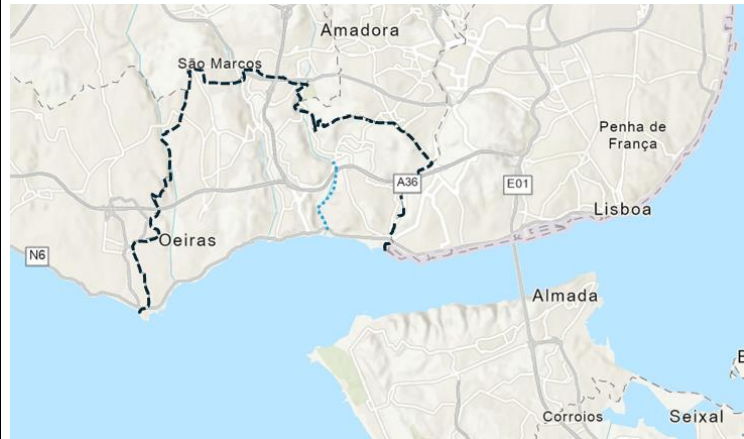 Amadora
São Marcos
Penha de
França
A36
E01
Lisboa
Oeiras
N6
Almada
Corroios
Seixal